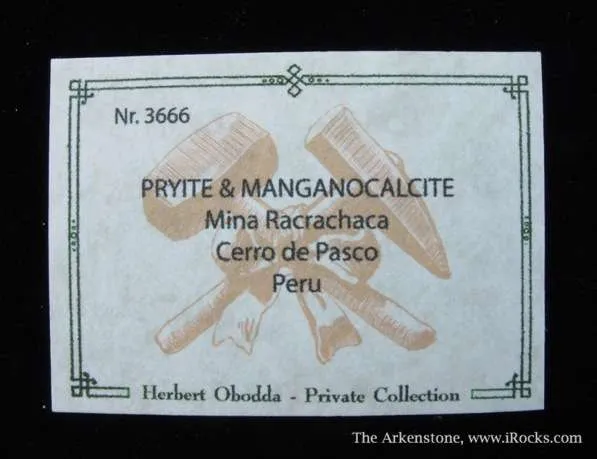 Nr. 3666
PRYITE & MANGANOCALCITE
Mina Racrachaca
Cerro de Pasco
Peru
Herbert Obodda - Private Collection
The Arkenstone, www.iRocks.com